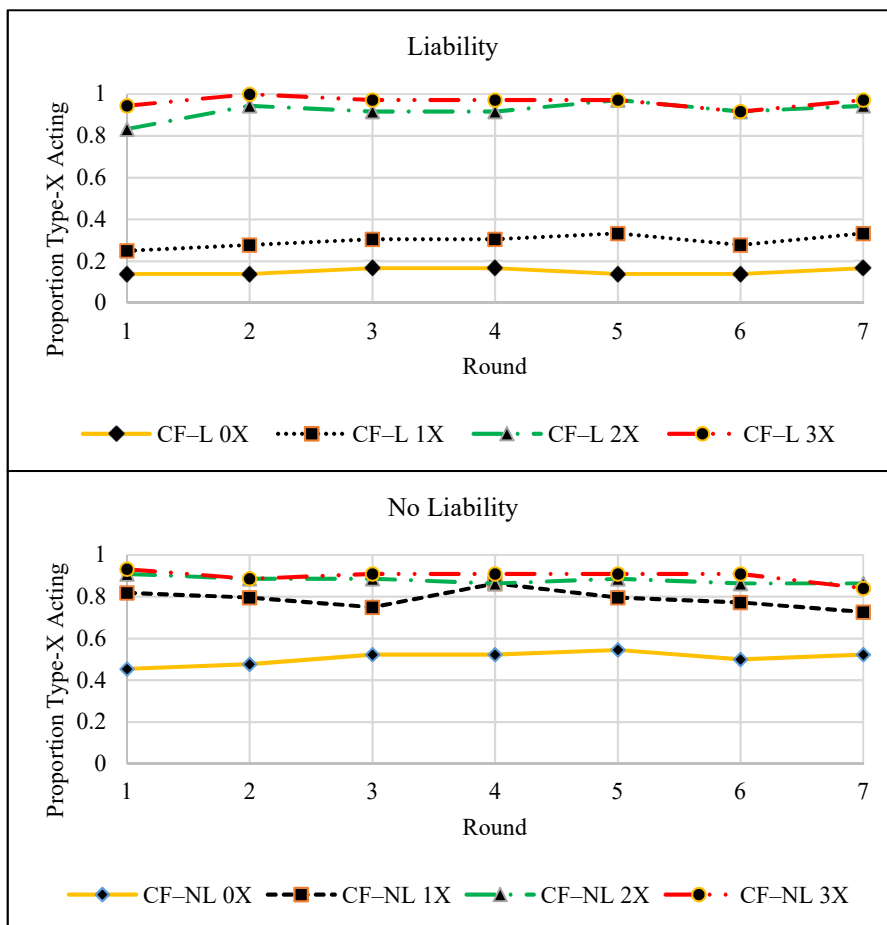 Liability
Proportion Type-X Acting
1
0.8
0.6
0.4
0.2
0
1 2 3 4 5 6 7
Round
CF–L 0X CF–L 1X CF–L 2X CF–L 3X
No Liability
Proportion Type-X Acting
1
0.8
0.6
0.4
0.2
0
1 2 3 4 5 6 7
Round
CF–NL 0X CF–NL 1X CF–NL 2X CF–NL 3X